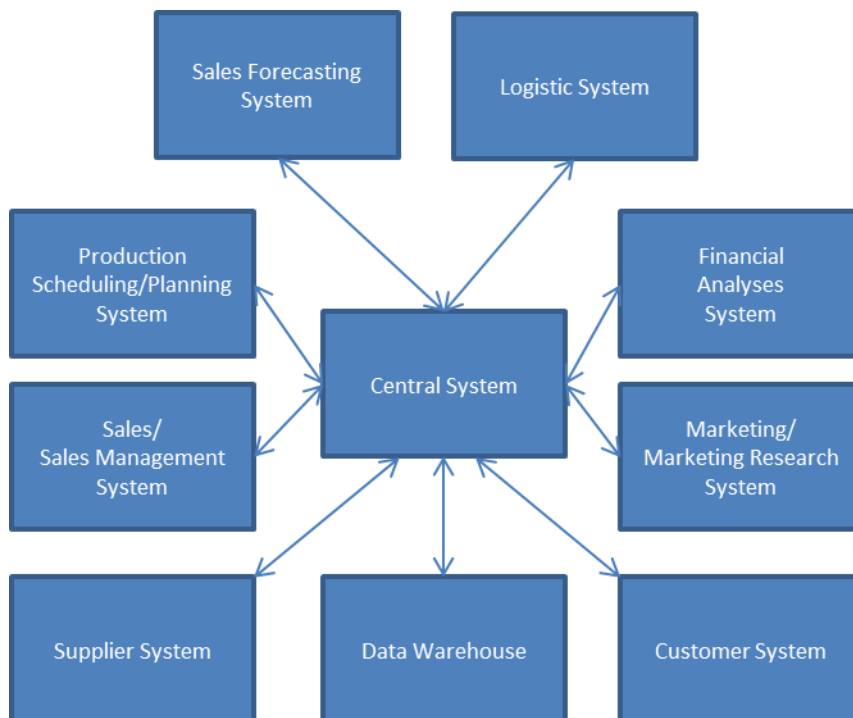 Sales Forecasting
System
Logistic System
Production
Scheduling/Planning
System
Financial
Analyses
System
Central System
Sales/
Sales Management
System
Marketing/
Marketing Research
System
Supplier System
Data Warehouse
Customer System